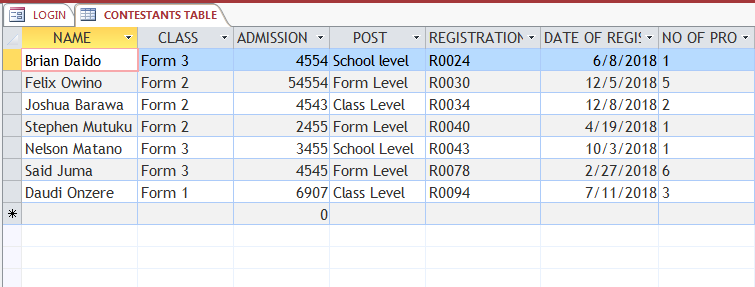 LOGIN CONTESTANTS TABLE
NAME CLASS ADMISSION POST REGISTRATION DATE OF REGIS NO OF PRO
Brian Daido Form 3 4554 School level R0024 6/8/2018 1
Felix Owino Form 2 54554 Form Level R0030 12/5/2018 5
Joshua Barawa Form 2 4543 Class Level R0034 12/8/2018 2
Stephen Mutuku Form 2 2455 Form Level R0040 4/19/2018 1
Nelson Matano Form 3 3455 School Level R0043 10/3/2018 1
Said Juma Form 3 4545 Form Level R0078 2/27/2018 6
Daudi Onzere Form 1 6907 Class Level R0094 7/11/2018 3
* 0